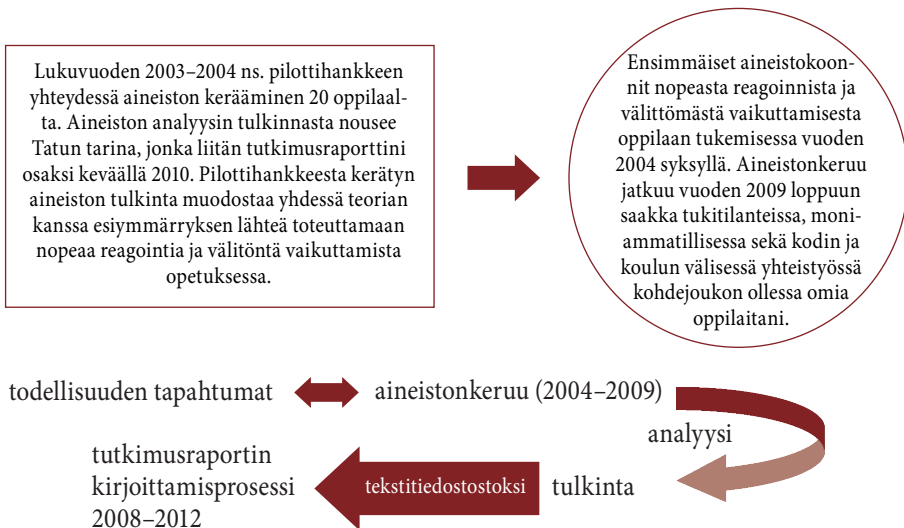 Lukuvuoden 2003–2004 ns. pilottihankkeen
yhteydessä aineiston kerääminen 20 oppilaal-
ta. Aineiston analyysin tulkinnasta nousee
Tatun tarina, jonka liitän tutkimusraporttini
osaksi keväällä 2010. Pilottihankkeesta kerätyn
aineiston tulkinta muodostaa yhdessä teorian
kanssa esiymmärryksen lähteä toteuttamaan
nopeaa reagointia ja välitöntä vaikuttamista
opetuksessa.
Ensimmäiset aineistokoon-
nit nopeasta reagoinnista ja
välittömästä vaikuttamisesta
oppilaan tukemisessa vuoden
2004 syksyllä. Aineistonkeruu
jatkuu vuoden 2009 loppuun
saakka tukitilanteissa, moni-
ammatillisessa sekä kodin ja
koulun välisessä yhteistyössä
kohdejoukon ollessa omia
oppilaitani.
todellisuuden tapahtumat
aineistonkeruu (2004–2009)
analyysi
tulkinta
tekstitiedostostoksi
tutkimusraportin
kirjoittamisprosessi
2008–2012